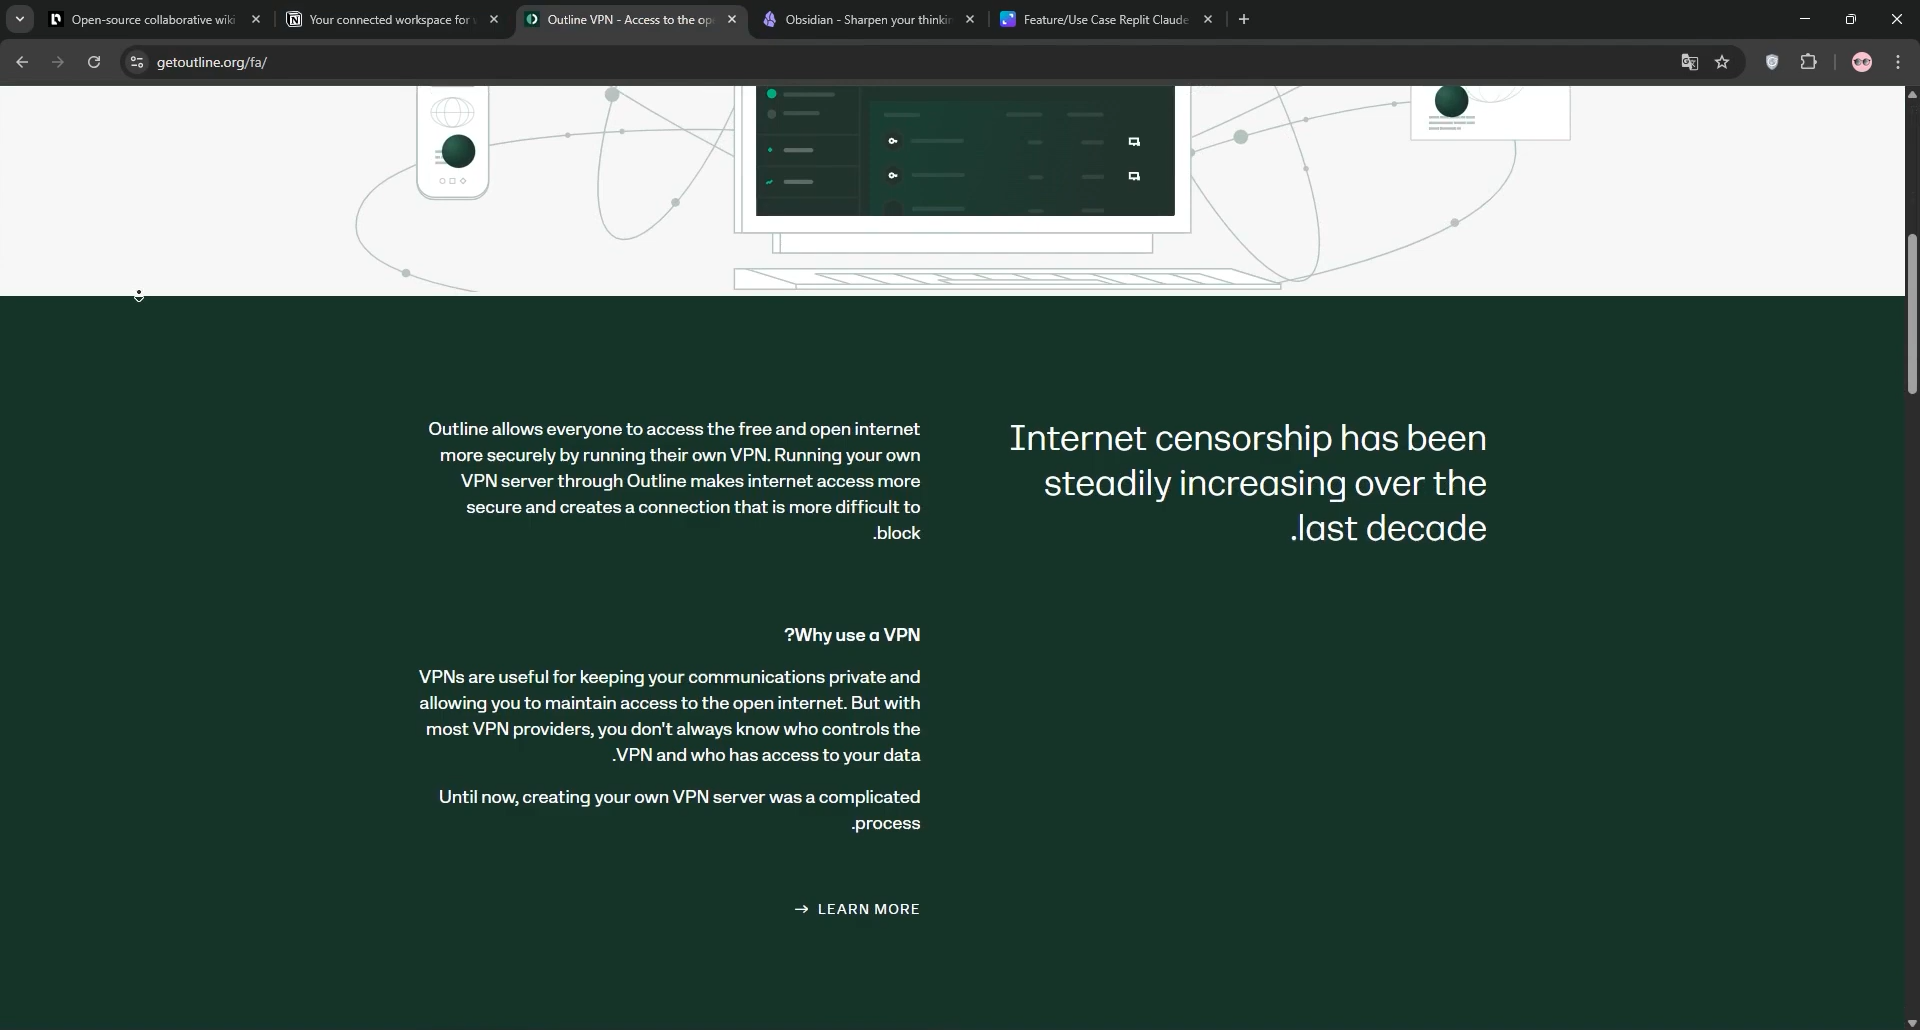 Open-source collaborative wiki
Your connected workspace for
Outline VPN - Access to the op
Obsidian - Sharpen your thinkin
Feature/Use Case Replit Claude
getoutline.org/fa/
Internet censorship has been
steadily increasing over the
.last decade
Outline allows everyone to access the free and open internet
more securely by running their own VPN. Running your own
VPN server through Outline makes internet access more
secure and creates a connection that is more difficult to
.block
?Why use a VPN
VPNs are useful for keeping your communications private and
allowing you to maintain access to the open internet. But with
most VPN providers, you don't always know who controls the
.VPN and who has access to your data
Until now, creating your own VPN server was a complicated
.process
→ LEARN MORE